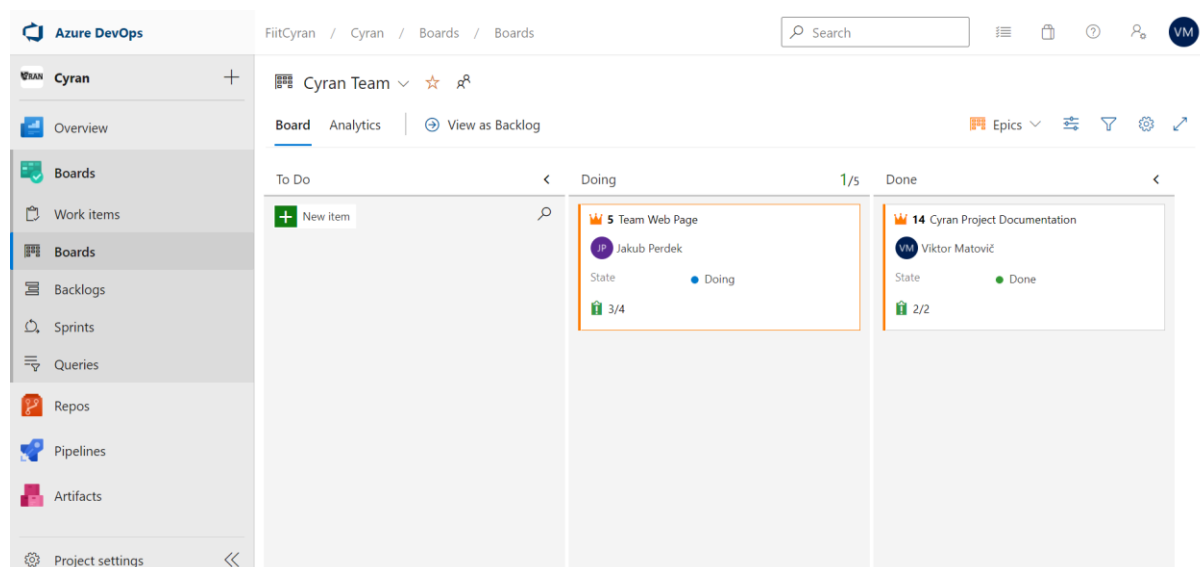 Azure DevOps
FiitCyran / Cyran / Boards / Boards
Search
VM
Cyran
Cyran Team
Overview
Board Analytics View as Backlog
Epics
Boards
To Do
Doing 1/5
Done
Work items
New item
5 Team Web Page
14 Cyran Project Documentation
Boards
JP Jakub Perdek
VM Viktor Matovič
Backlogs
State Doing
State Done
Sprints
3/4
2/2
Queries
Repos
Pipelines
Artifacts
Project settings